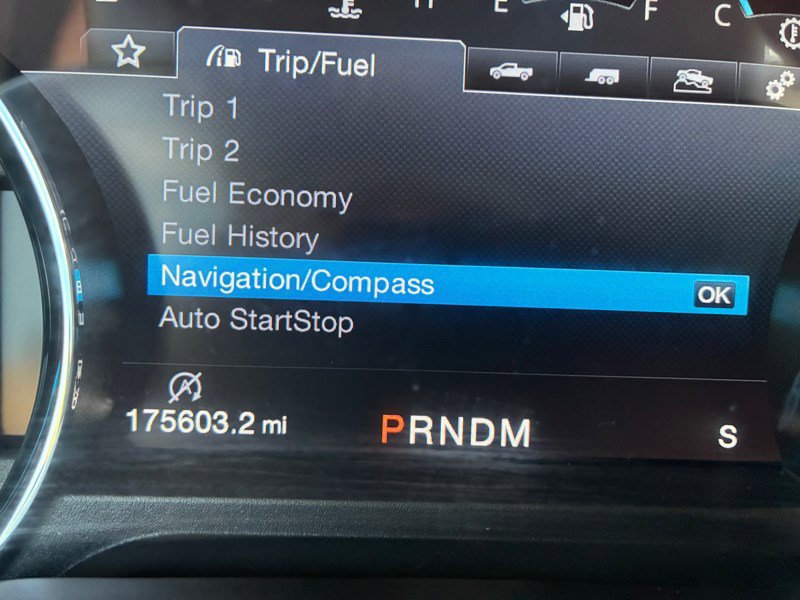 E
F
C
Trip/Fuel
Trip 1
Trip 2
Fuel Economy
Fuel History
Navigation/Compass OK
Auto StartStop
175603.2 mi PRNDM S